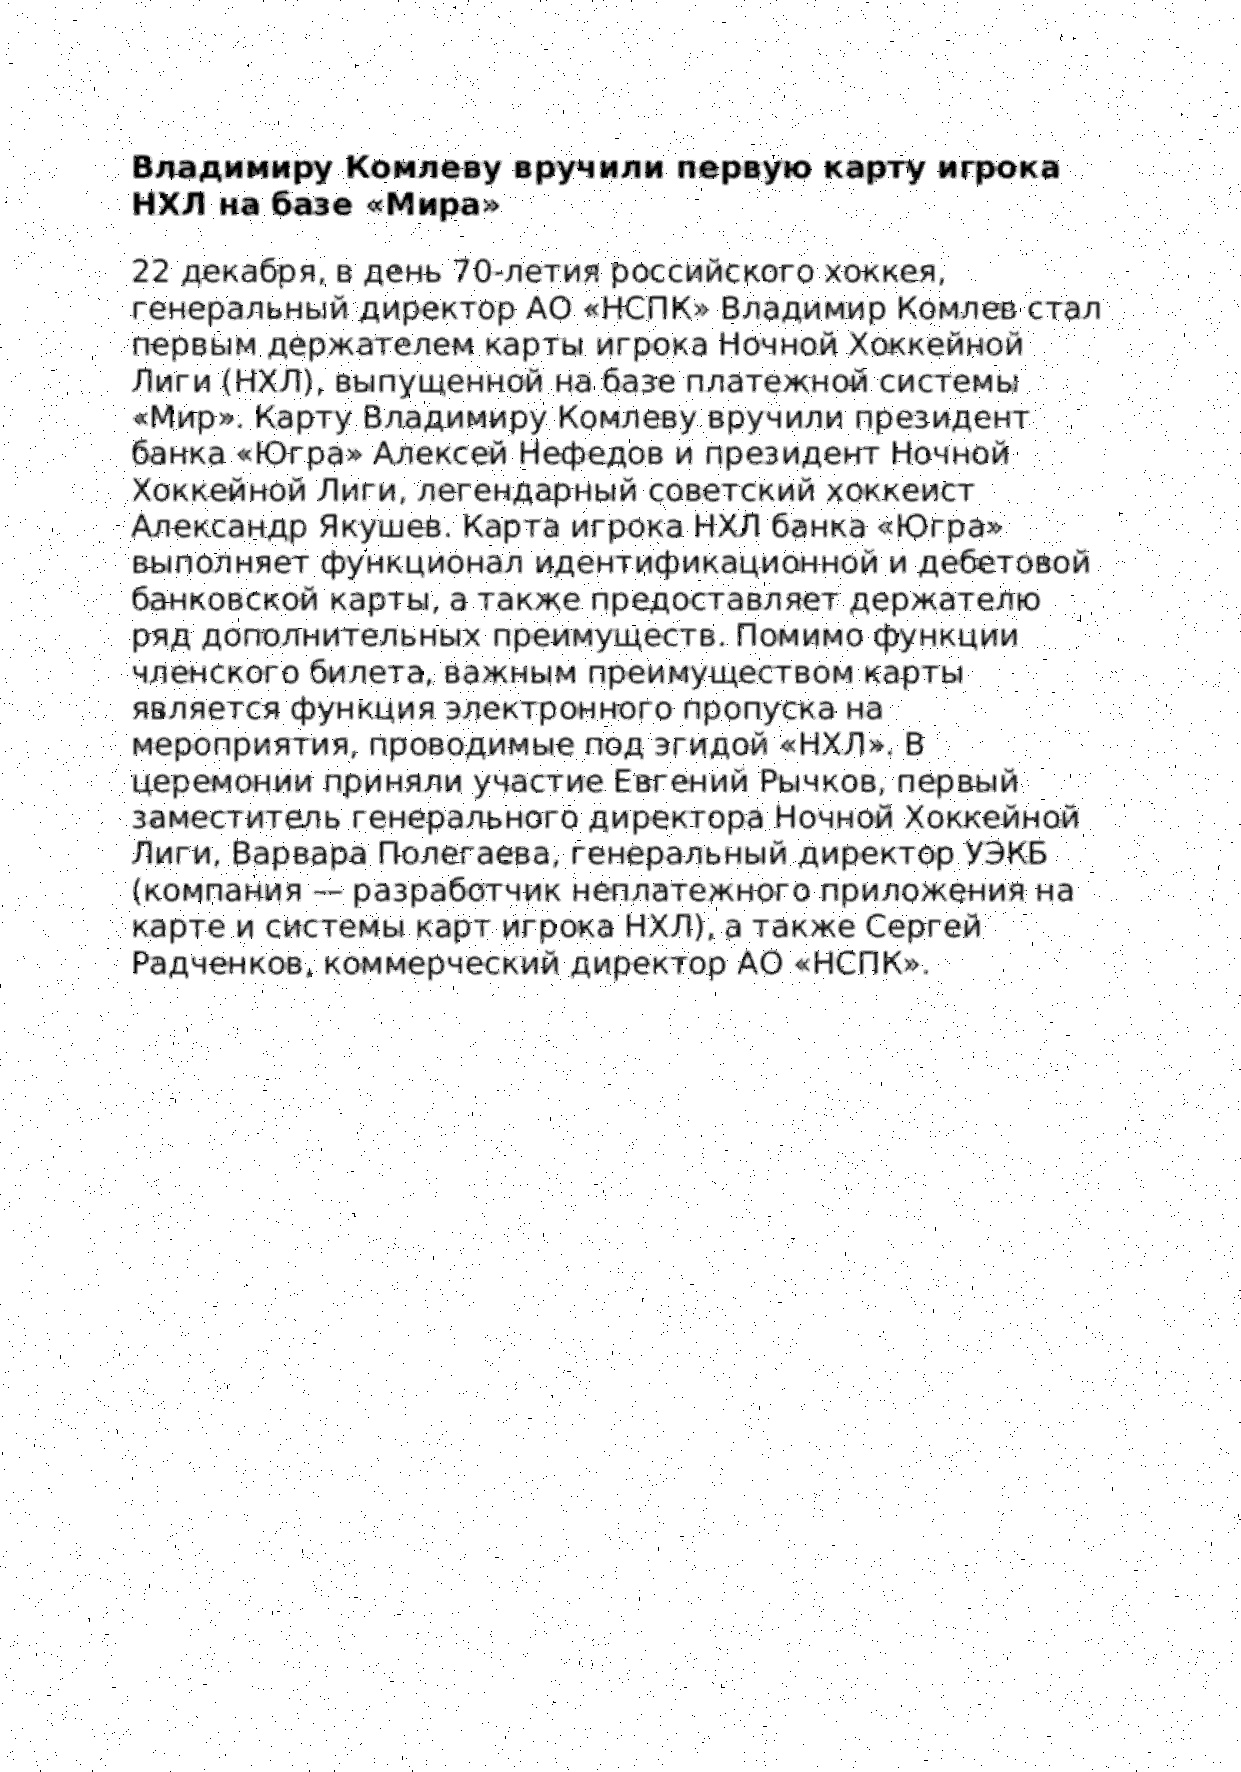 Владимиру Комлеву вручили первую карту игрока
НХЛ на базе «Мира»
22 декабря, в день 70-летия российского хоккея,
генеральный директор АО «НСПК» Владимир Комлев стал
первым держателем карты игрока Ночной Хоккейной
Лиги (НХЛ), выпущенной на базе платежной системы
«Мир». Карту Владимиру Комлеву вручили президент
банка «Югра» Алексей Нефедов и президент Ночной
Хоккейной Лиги, легендарный советский хоккеист
Александр Якушев. Карта игрока НХЛ банка «Югра»
выполняет функционал идентификационной и дебетовой
банковской карты, а также предоставляет держателю
ряд дополнительных преимуществ. Помимо функции
членского билета, важным преимуществом карты
является функция электронного пропуска на
мероприятия, проводимые под эгидой «НХЛ». В
церемонии приняли участие Евгений Рычков, первый
заместитель генерального директора Ночной Хоккейной
Лиги, Варвара Полегаева, генеральный директор УЭКБ
(компания — разработчик неплатежного приложения на
карте и системы карт игрока НХЛ), а также Сергей
Радченков, коммерческий директор АО «НСПК».